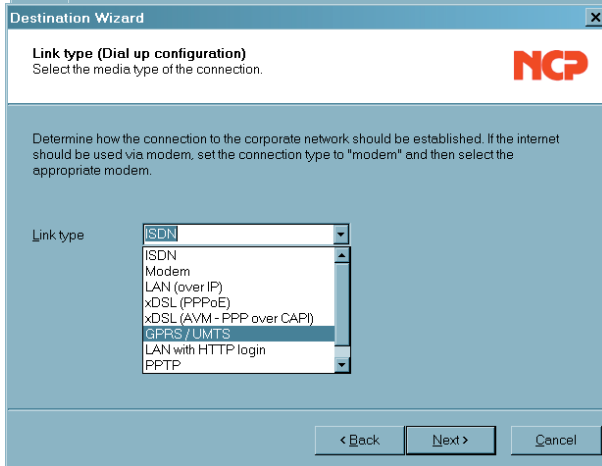 Destination Wizard
Link type (Dial up configuration)
Select the media type of the connection.
NCP
Determine how the connection to the corporate network should be established. If the internet
should be used via modem, set the connection type to "modem" and then select the
appropriate modem.
Link type
ISDN
ISDN
Modem
LAN (over IP)
xDSL (PPPoE)
xDSL (AVM - PPP over CAPI)
GPRS / UMTS
LAN with HTTP login
PPTP
< Back
Next >
Cancel